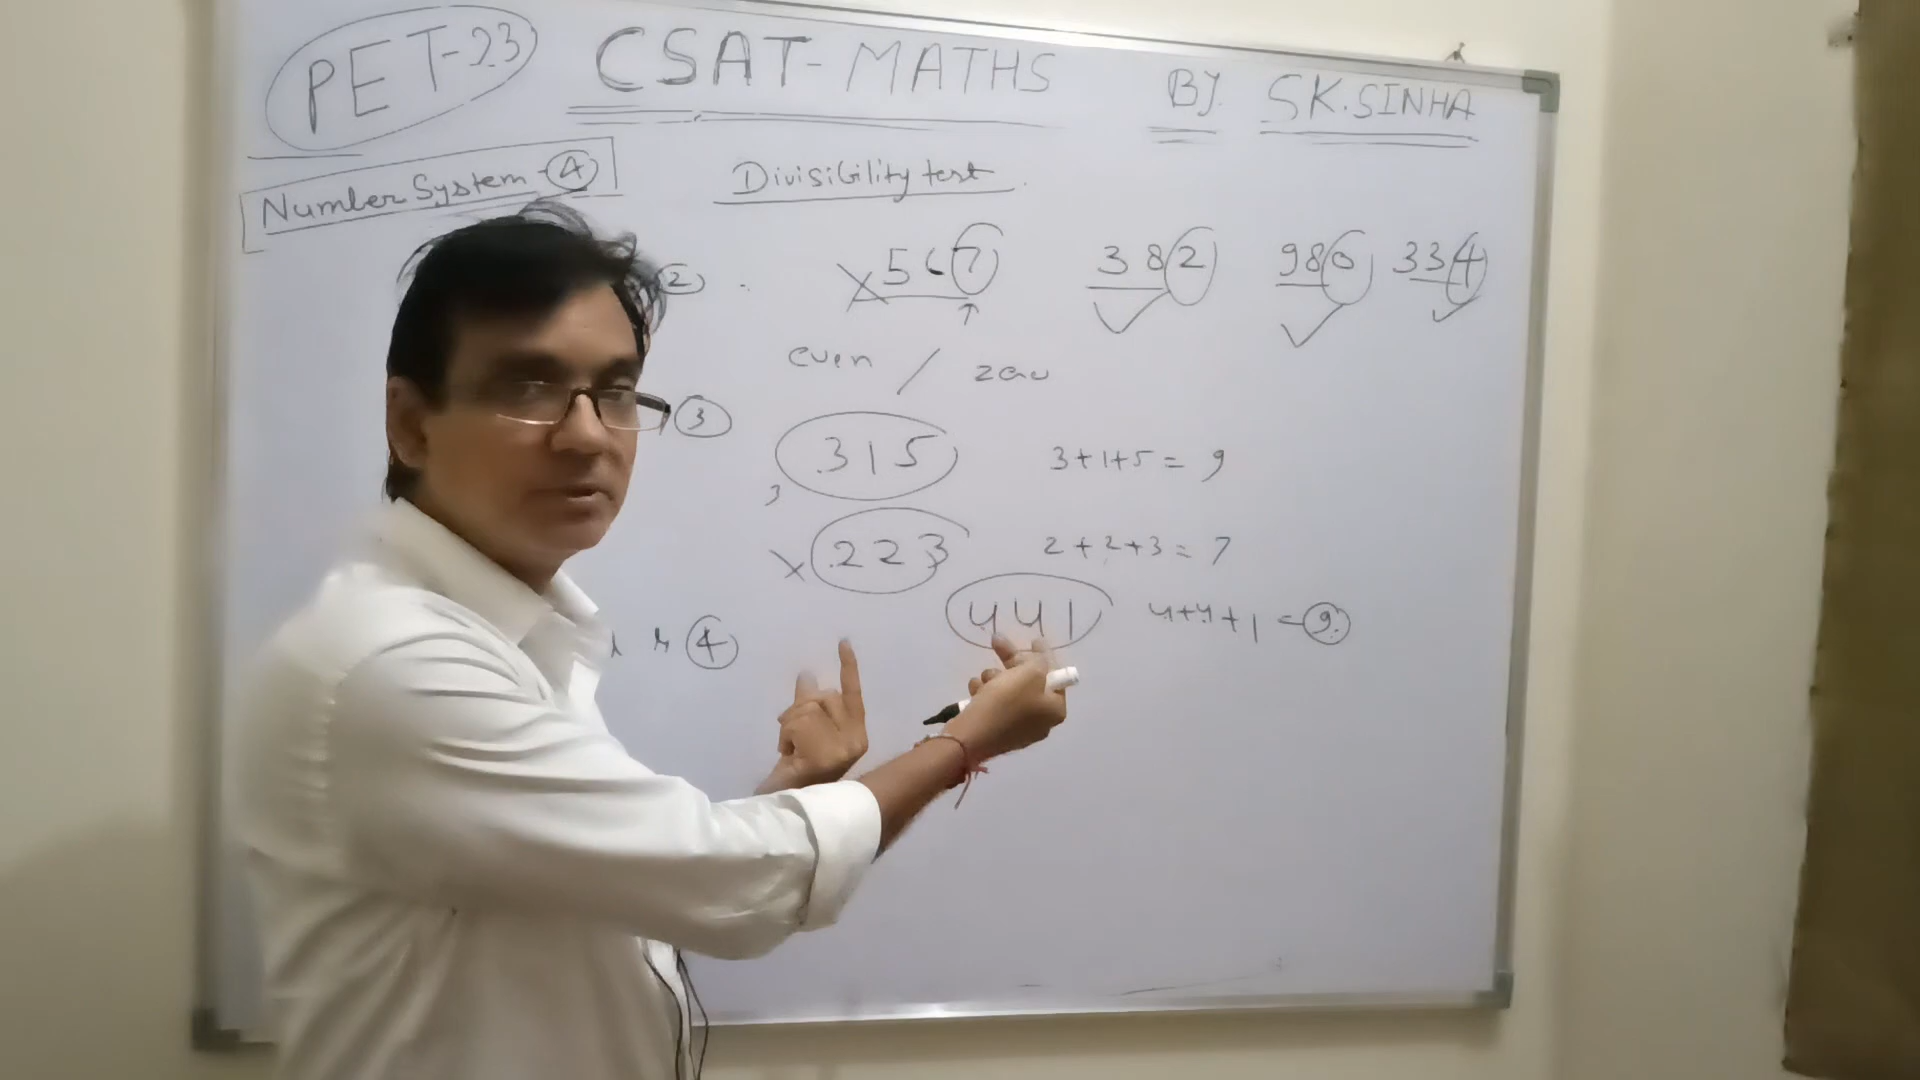 PET-23 CSAT-MATHS BY SK.SINHA
Number System-4 Divisibility test
2 567 382 980 334
even / zero
3 315 3+1+5= 9
3
223 2+2+3=7
441 4+4+1 =9
4